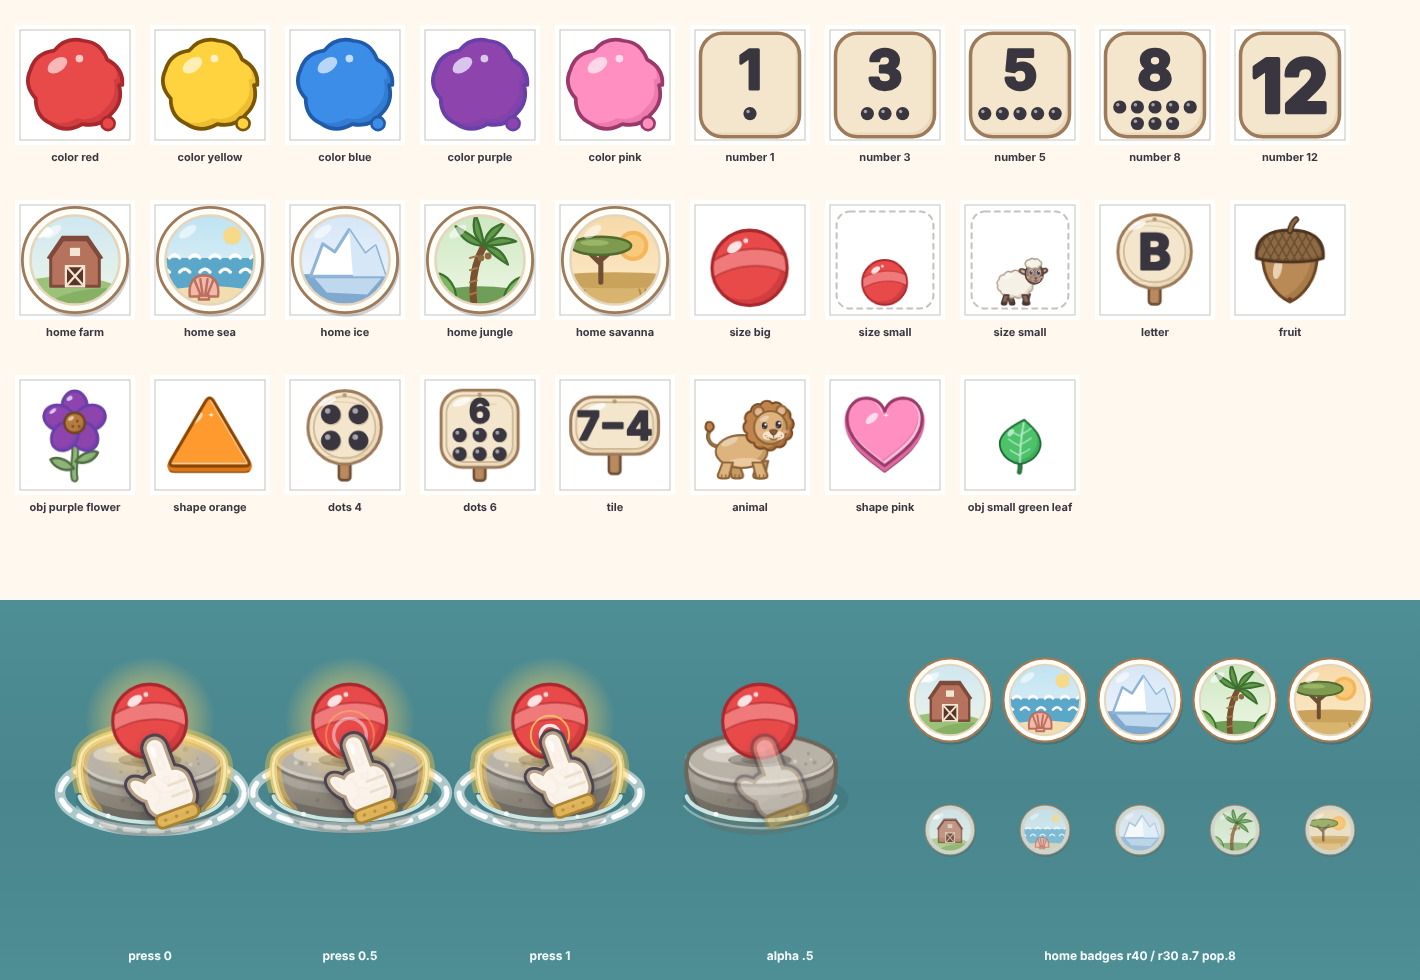 1
3
5
8
12
color red
color yellow
color blue
color purple
color pink
number 1
number 3
number 5
number 8
number 12
B
home farm
home sea
home ice
home jungle
home savanna
size big
size small
size small
letter
fruit
6
7-4
obj purple flower
shape orange
dots 4
dots 6
tile
animal
shape pink
obj small green leaf
press 0
press 0.5
press 1
alpha .5
home badges r40 / r30 a.7 pop.8